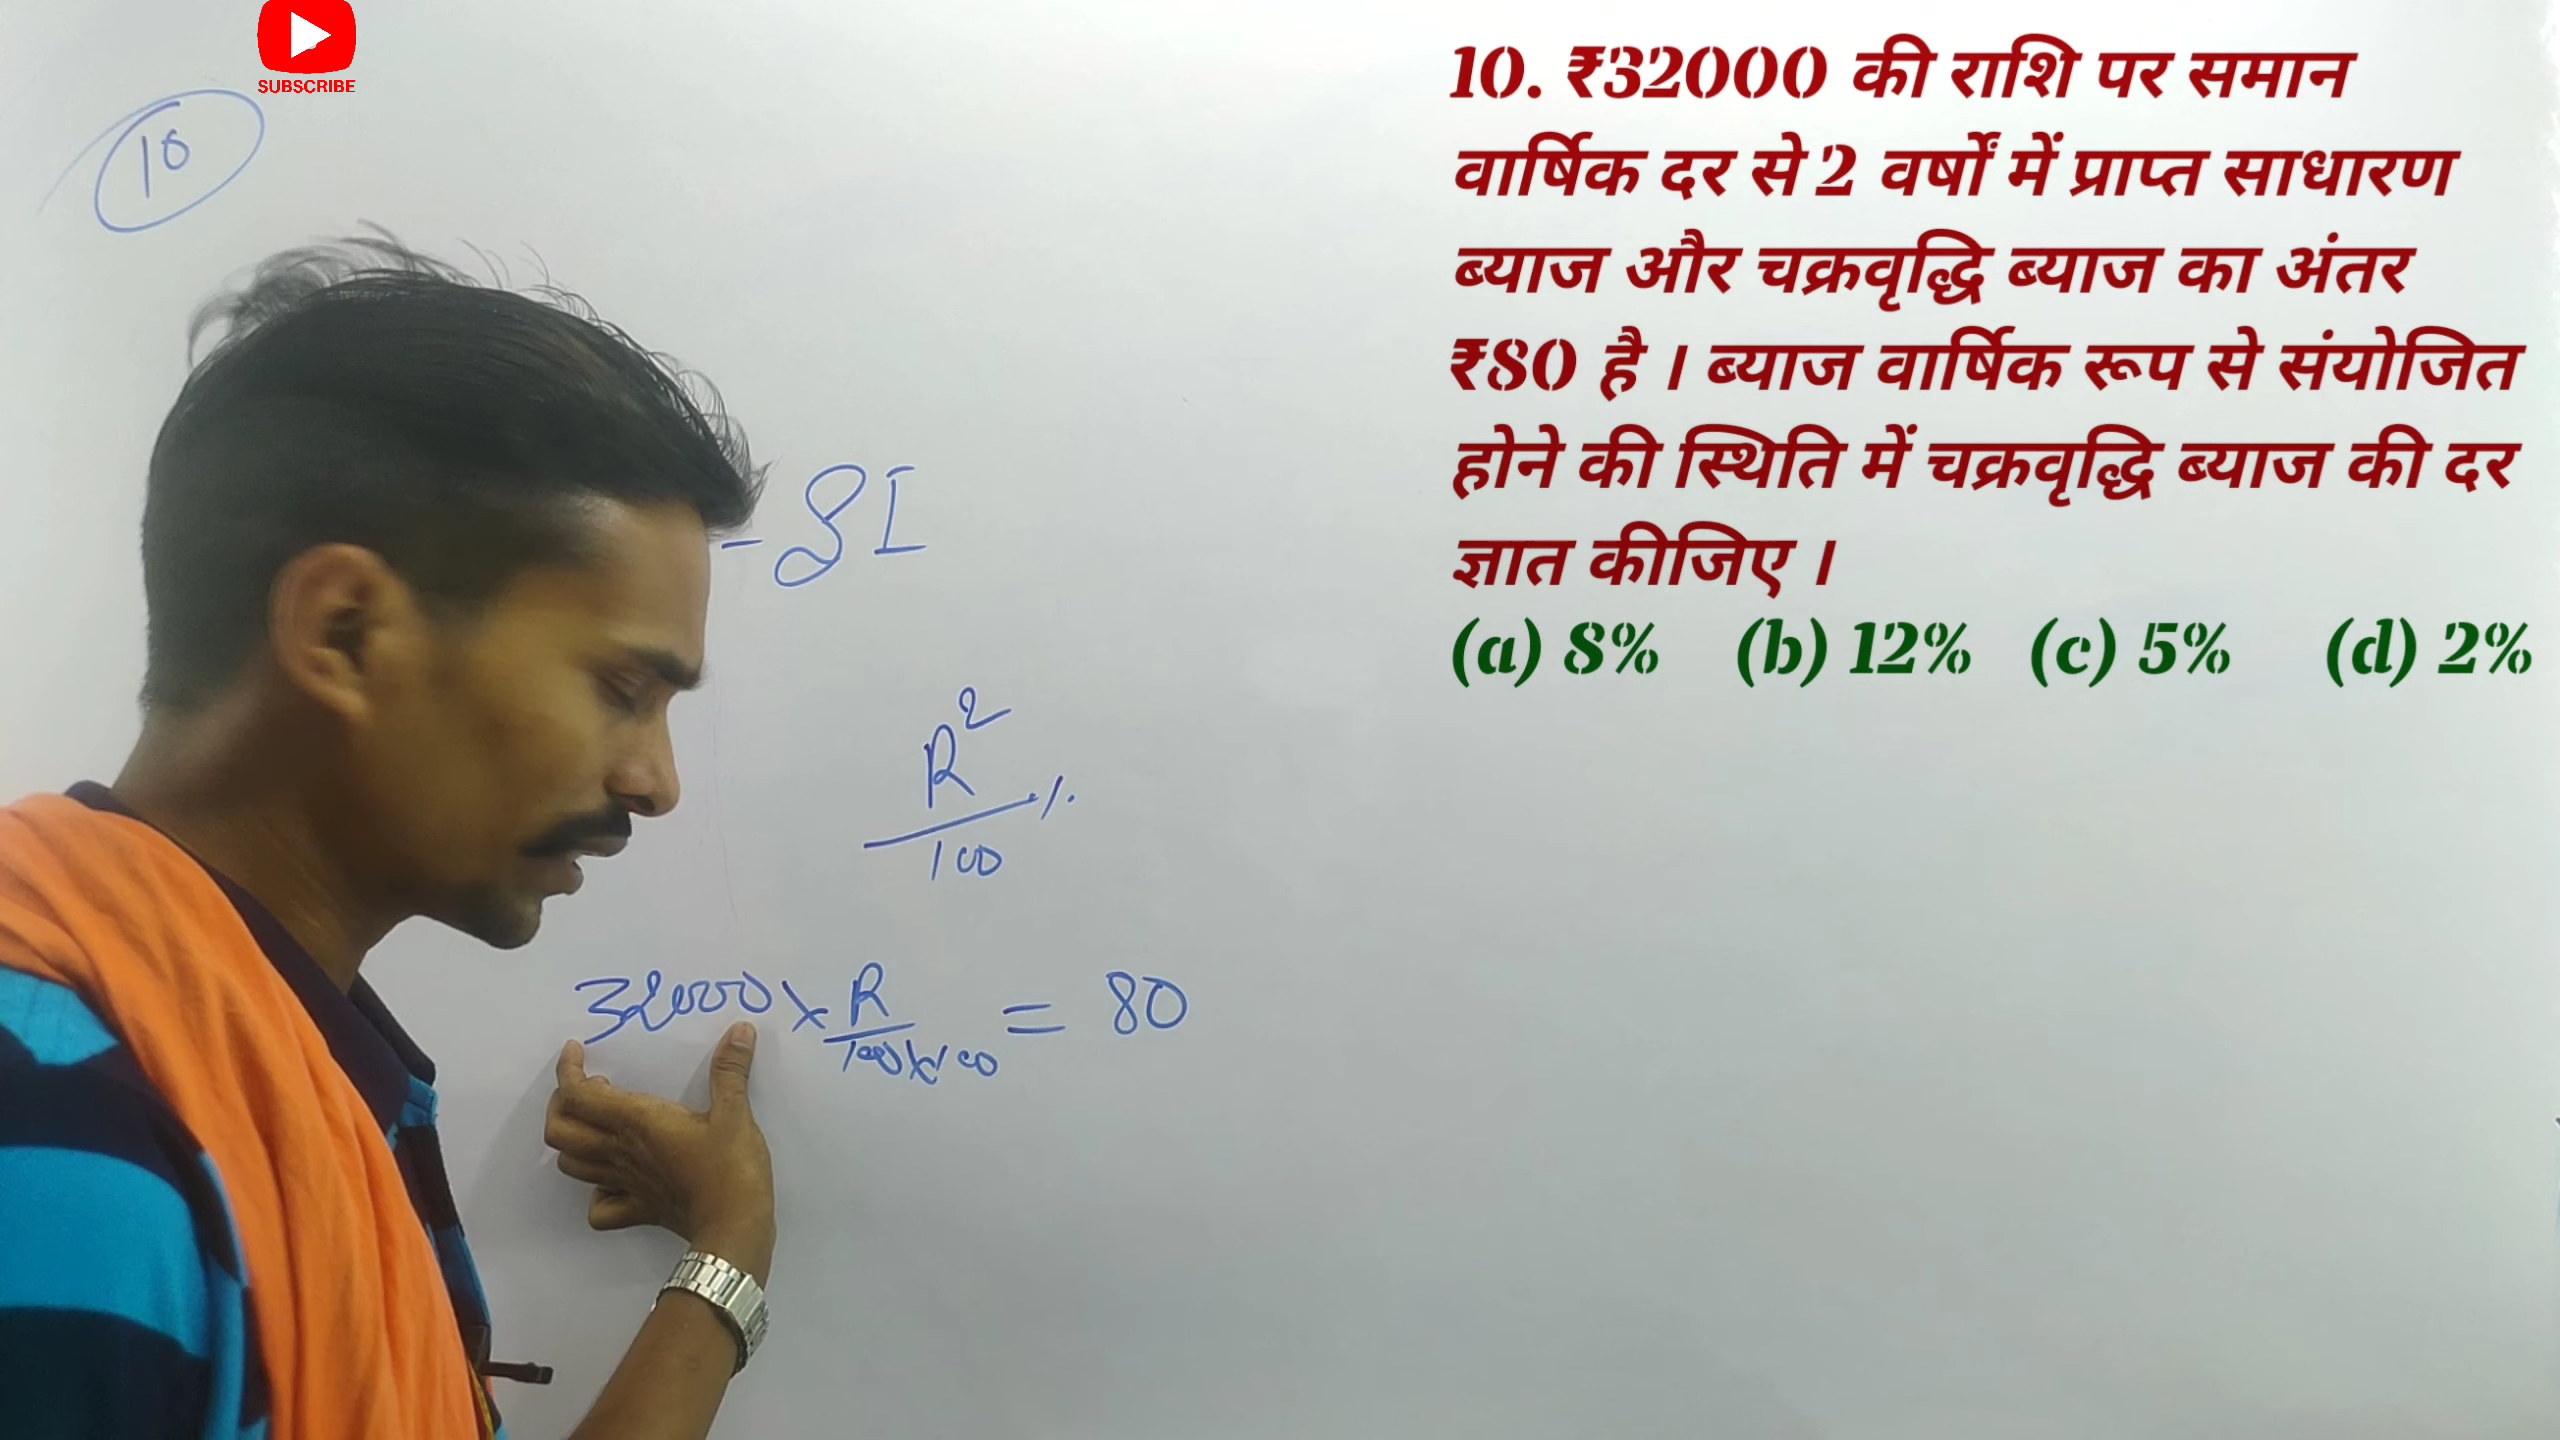 SUBSCRIBE
10
10. ₹32000 की राशि पर समान
वार्षिक दर से 2 वर्षों में प्राप्त साधारण
ब्याज और चक्रवृद्धि ब्याज का अंतर
₹80 है । ब्याज वार्षिक रूप से संयोजित
होने की स्थिति में चक्रवृद्धि ब्याज की दर
ज्ञात कीजिए ।
(a) 8% (b) 12% (c) 5% (d) 2%
- SI
R²
100 %
32000 × R = 80
100×100